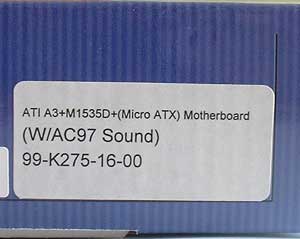 ATI A3+M1535D+(Micro ATX) Motherboard
(W/AC97 Sound)
99-K275-16-00